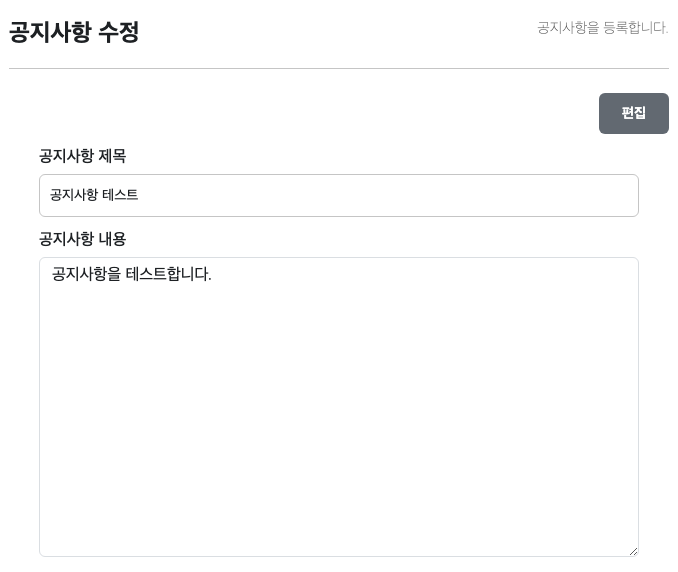 공지사항 수정
공지사항을 등록합니다.
편집
공지사항 제목
공지사항 테스트
공지사항 내용
공지사항을 테스트합니다.